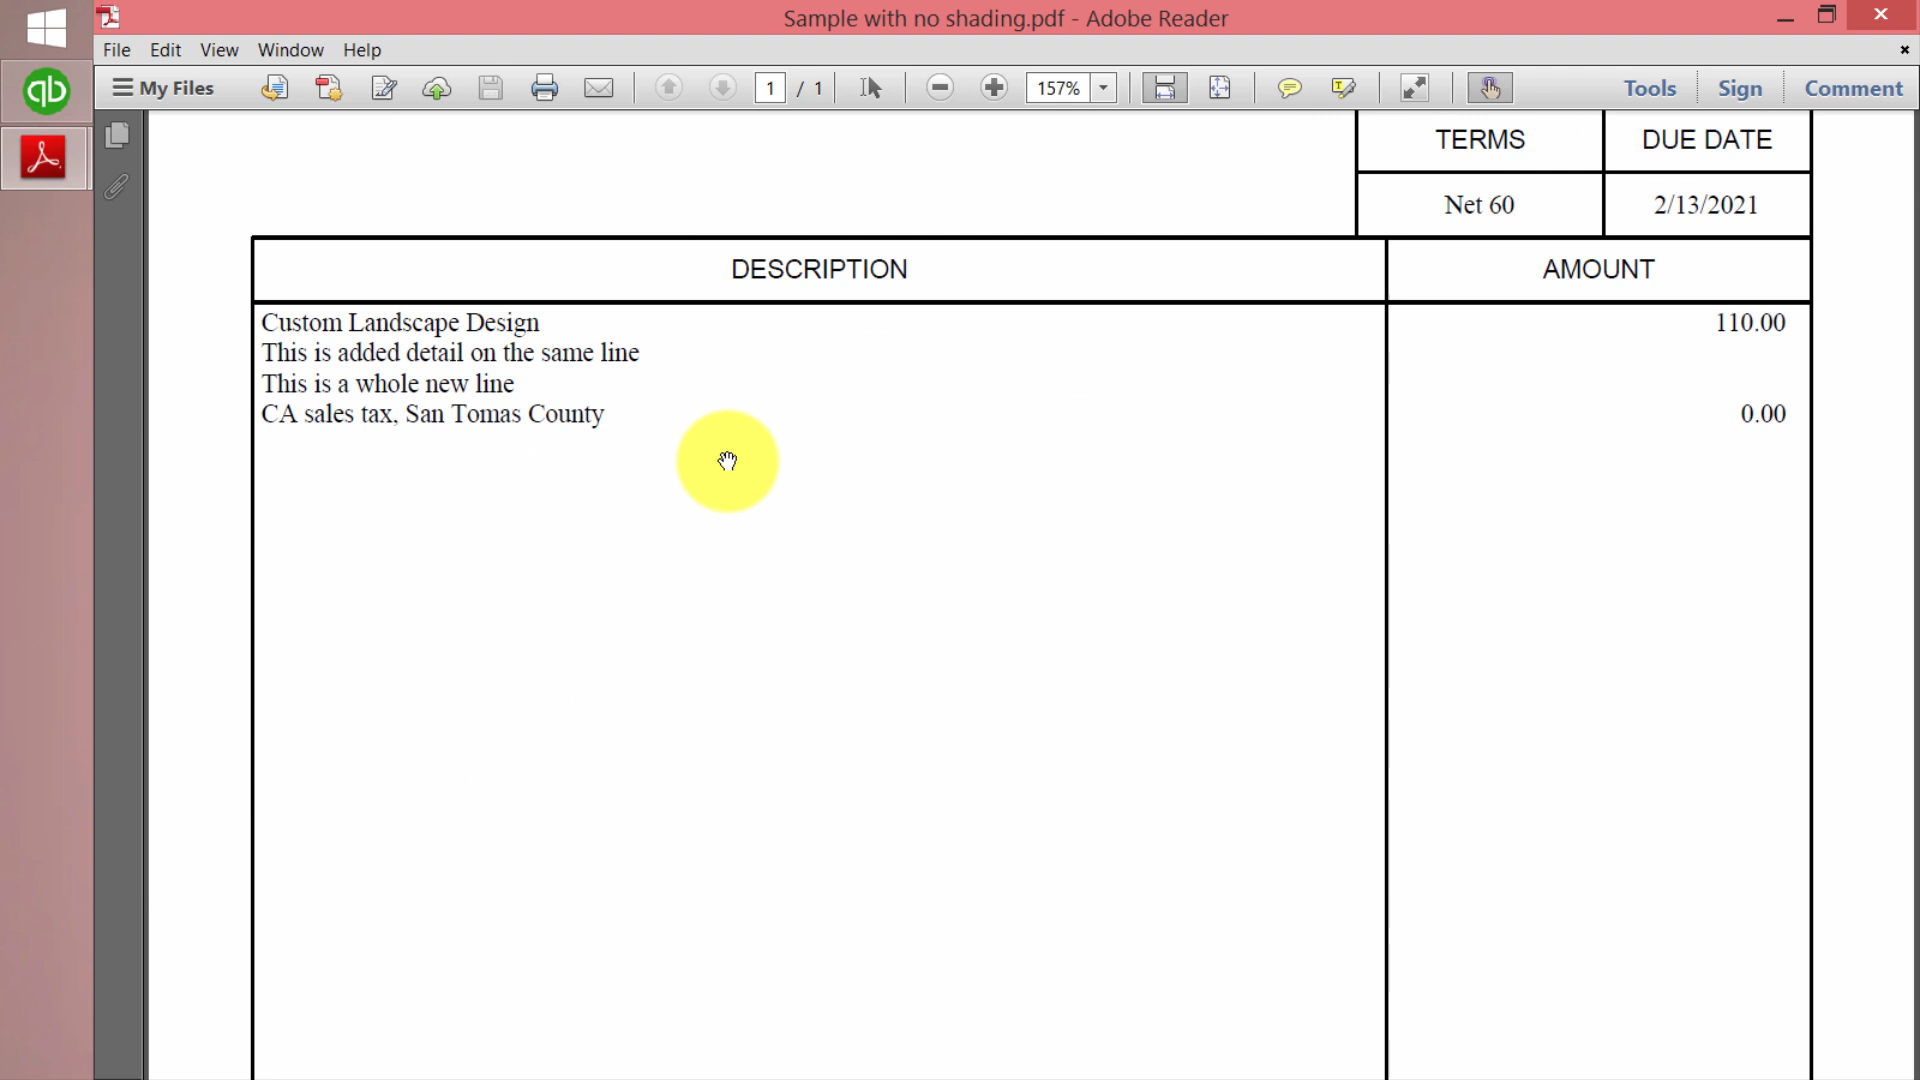 Sample with no shading.pdf - Adobe Reader
File Edit View Window Help
qb My Files 1 / 1 157% Tools Sign Comment
TERMS DUE DATE
Net 60 2/13/2021
DESCRIPTION AMOUNT
Custom Landscape Design 110.00
This is added detail on the same line
This is a whole new line
CA sales tax, San Tomas County 0.00